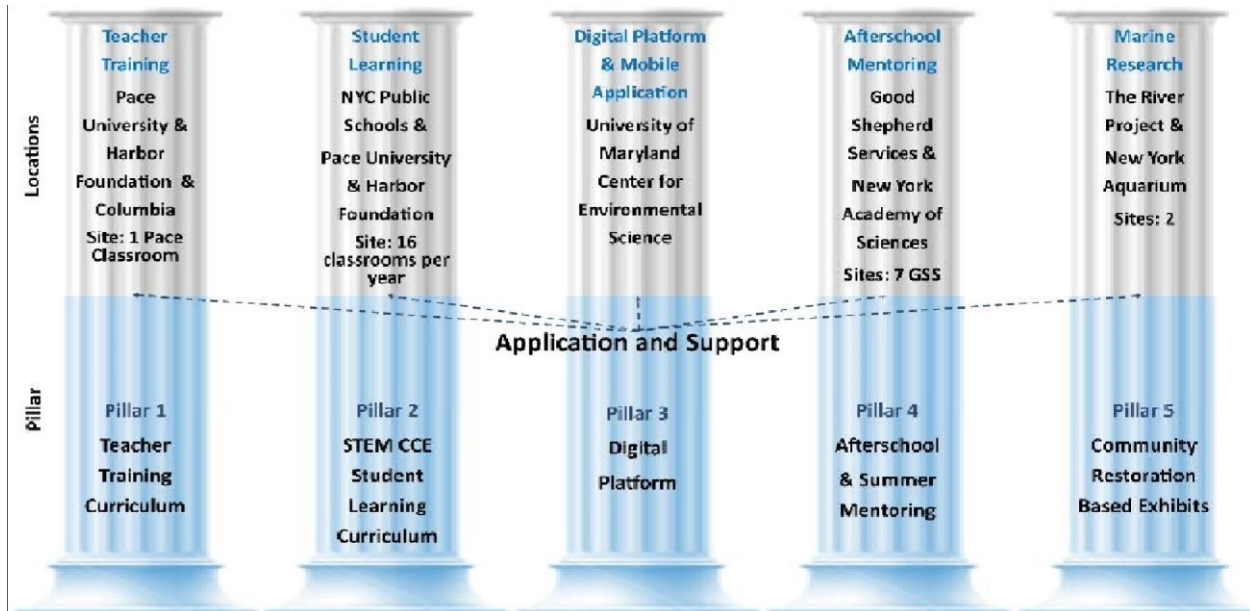 Locations
Teacher
Training
Pace
University &
Harbor
Foundation &
Columbia
Site: 1 Pace
Classroom
Student
Learning
NYC Public
Schools &
Pace University
& Harbor
Foundation
Site: 16
classrooms per
year
Digital Platform
& Mobile
Application
University of
Maryland
Center for
Environmental
Science
Afterschool
Mentoring
Good
Shepherd
Services &
New York
Academy of
Sciences
Sites: 7 GSS
Marine
Research
The River
Project &
New York
Aquarium
Sites: 2
Application and Support
Pillar
Pillar 1
Teacher
Training
Curriculum
Pillar 2
STEM CCE
Student
Learning
Curriculum
Pillar 3
Digital
Platform
Pillar 4
Afterschool
& Summer
Mentoring
Pillar 5
Community
Restoration
Based Exhibits